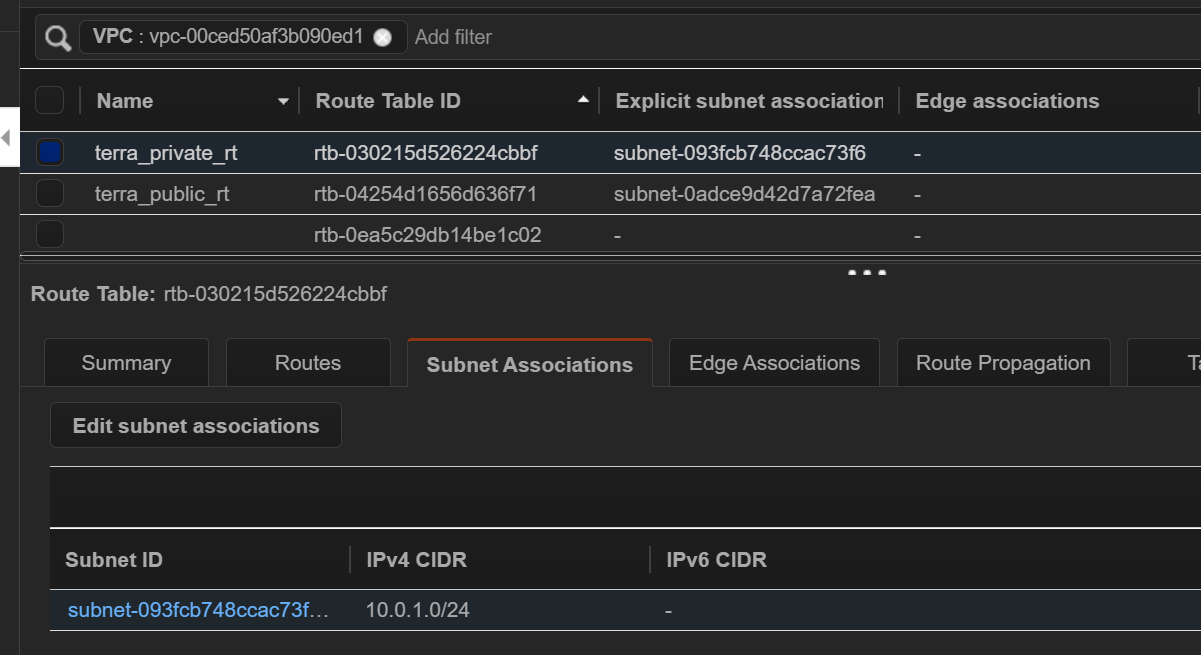 VPC : vpc-00ced50af3b090ed1 Add filter
Name Route Table ID Explicit subnet association Edge associations
terra_private_rt rtb-030215d526224cbbf subnet-093fcb748ccac73f6 -
terra_public_rt rtb-04254d1656d636f71 subnet-0adce9d42d7a72fea -
rtb-0ea5c29db14be1c02 - -
Route Table: rtb-030215d526224cbbf
Summary Routes Subnet Associations Edge Associations Route Propagation
Edit subnet associations
Subnet ID IPv4 CIDR IPv6 CIDR
subnet-093fcb748ccac73f… 10.0.1.0/24 -